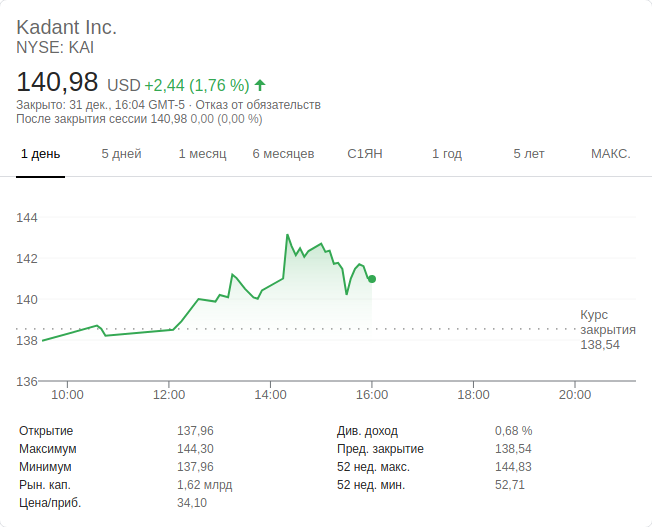 Kadant Inc.
NYSE: KAI
140,98 USD +2,44 (1,76 %)
Закрыто: 31 дек., 16:04 GMT-5 · Отказ от обязательств
После закрытия сессии 140,98 0,00 (0,00 %)
1 день 5 дней 1 месяц 6 месяцев С1ЯН 1 год 5 лет МАКС.
144
142
140
Курс
закрытия
138,54
138
136
10:00 12:00 14:00 16:00 18:00 20:00
Открытие 137,96 Див. доход 0,68 %
Максимум 144,30 Пред. закрытие 138,54
Минимум 137,96 52 нед. макс. 144,83
Рын. кап. 1,62 млрд 52 нед. мин. 52,71
Цена/приб. 34,10